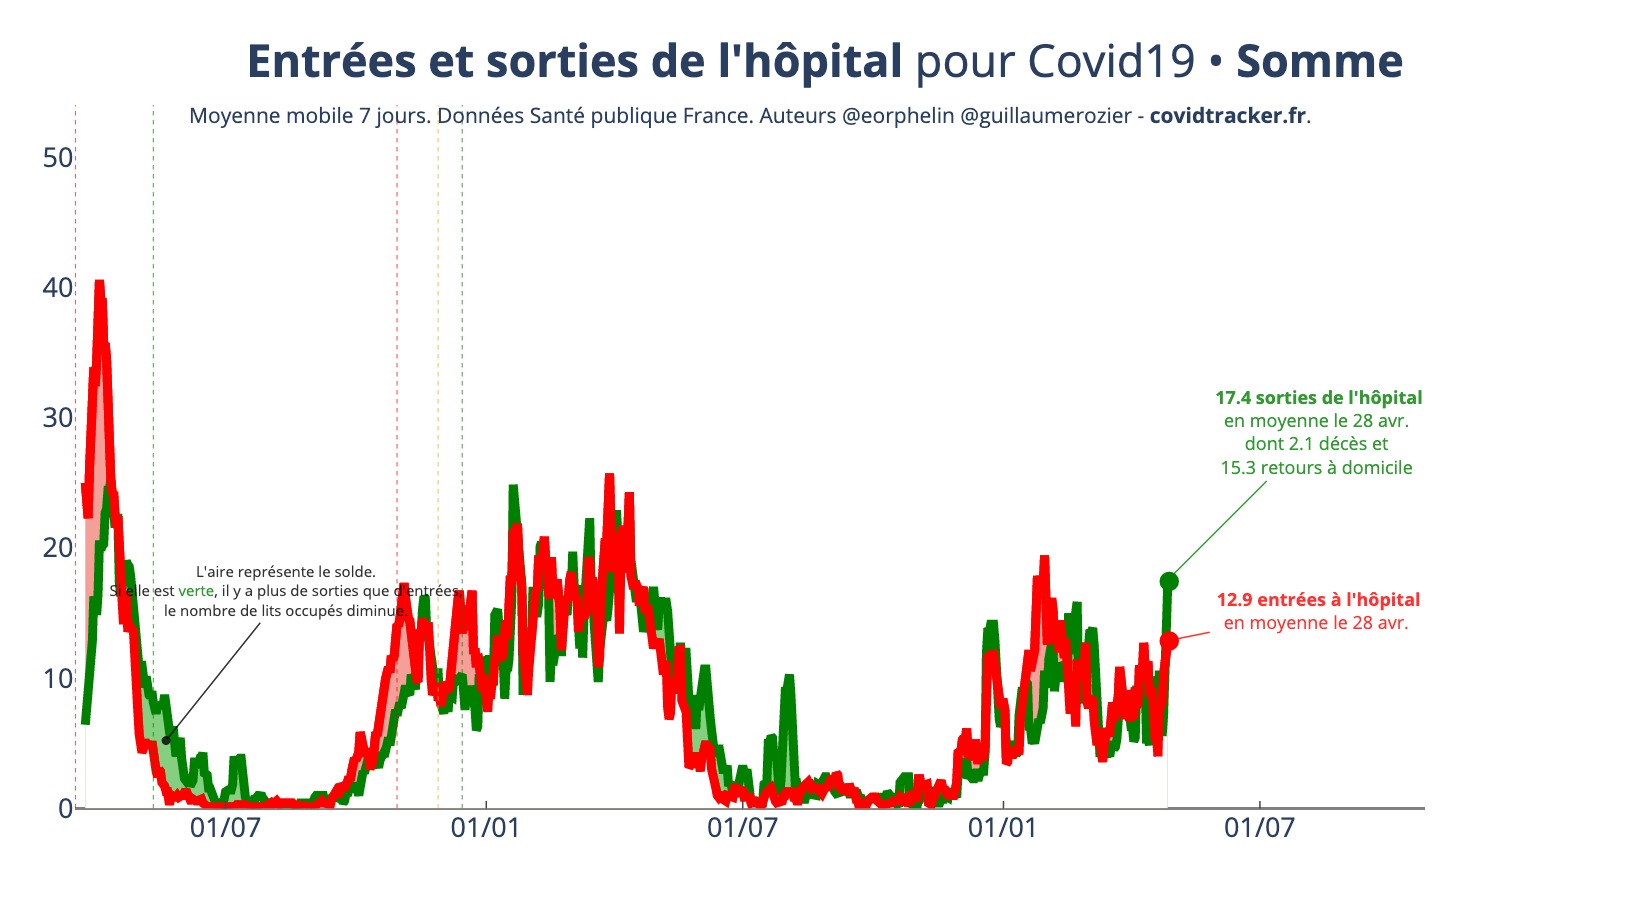 Entrées et sorties de l'hôpital pour Covid19 • Somme
Moyenne mobile 7 jours. Données Santé publique France. Auteurs @eorphelin @guillaumerozier - covidtracker.fr.
50
40
30
20
10
0
17.4 sorties de l'hôpital
en moyenne le 28 avr.
dont 2.1 décès et
15.3 retours à domicile
L'aire représente le solde.
Si elle est verte, il y a plus de sorties que d'entrées,
le nombre de lits occupés diminue.
12.9 entrées à l'hôpital
en moyenne le 28 avr.
01/07
01/01
01/07
01/01
01/07